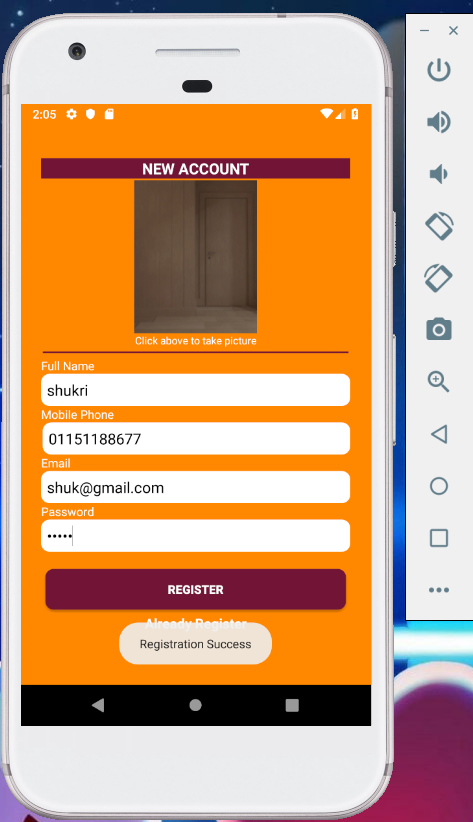 2:05
NEW ACCOUNT
Click above to take picture
Full Name
shukri
Mobile Phone
01151188677
Email
shuk@gmail.com
Password
•••••
REGISTER
Already Register
Registration Success